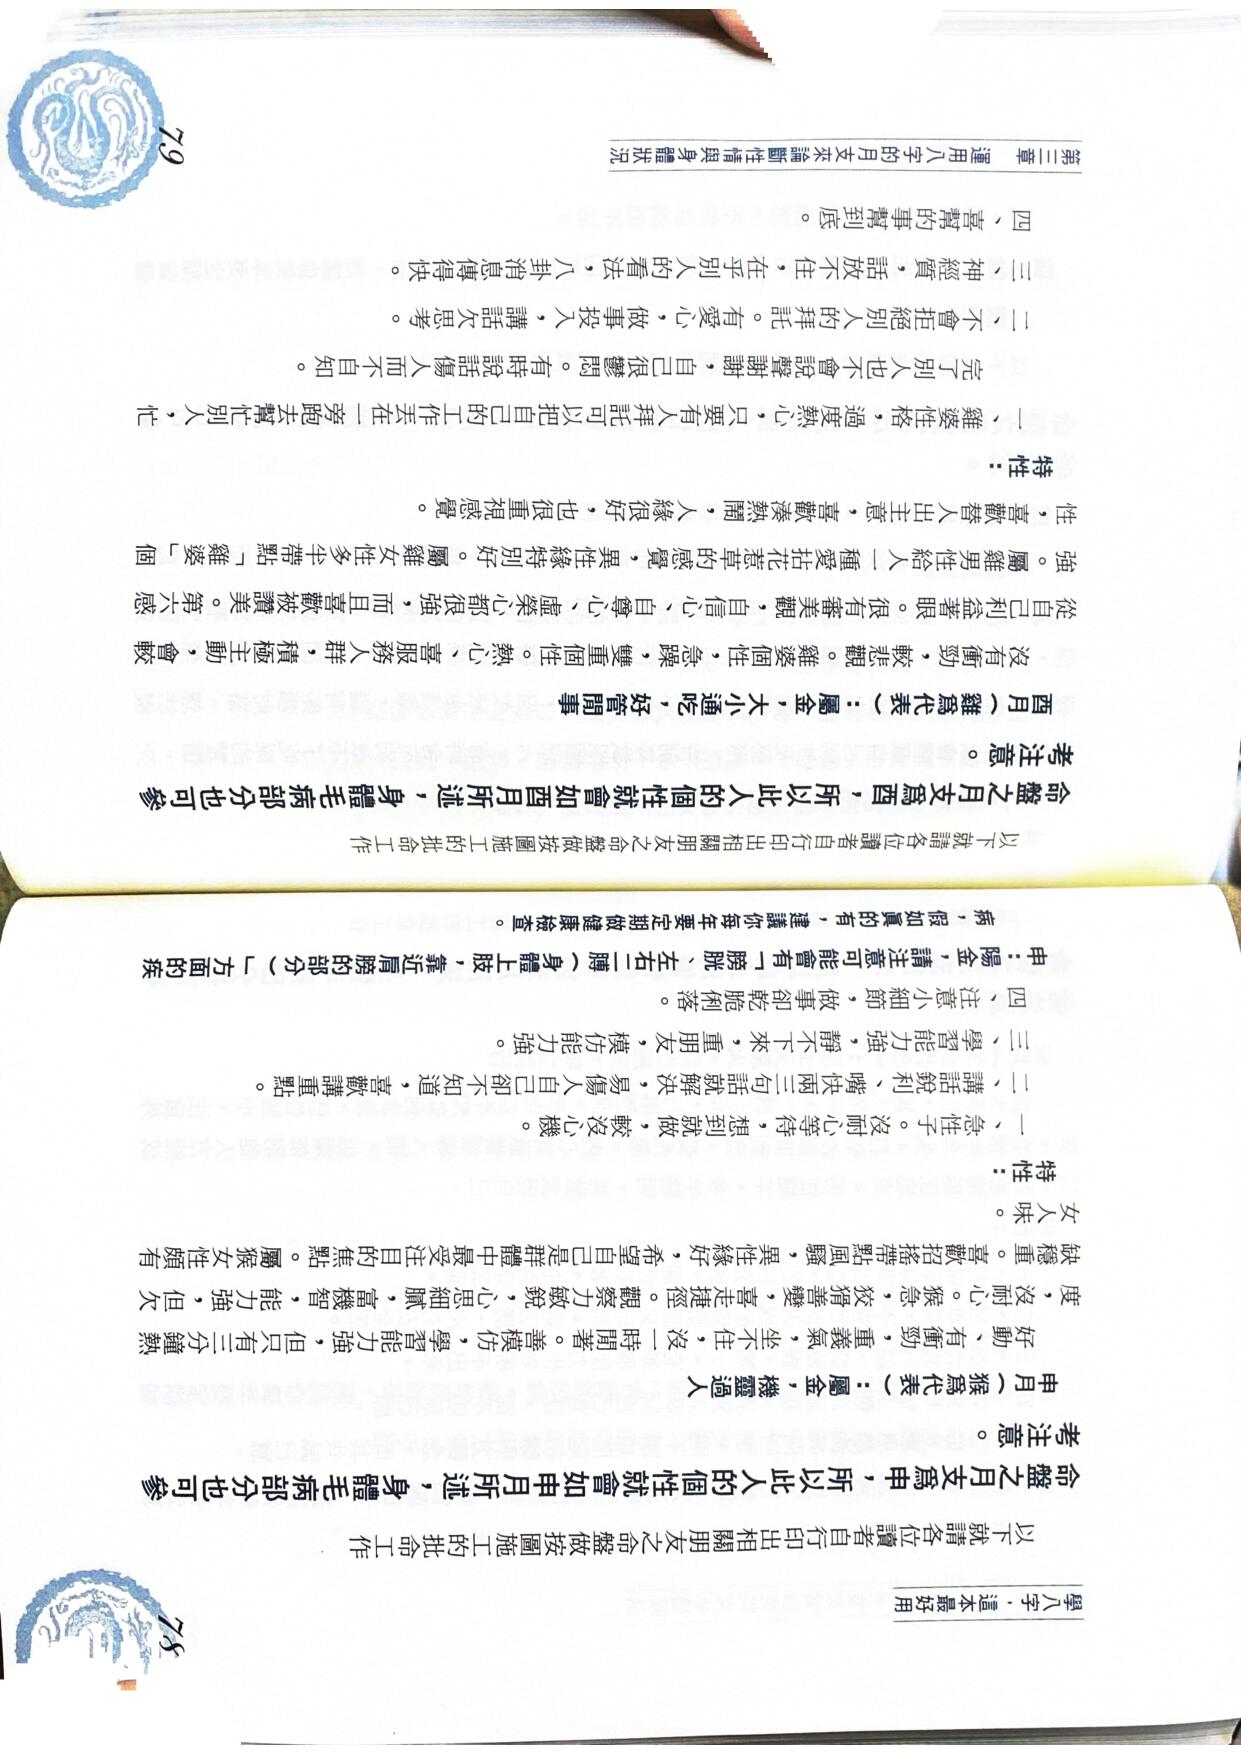 學八字，這本最好用
以下就請各位讀者自行印出相關朋友之命盤做按圖施工的批命工作
命盤之月支爲申，所以此人的個性就會如申月所述，身體毛病部分也可參
考注意。
申月（猴爲代表）：屬金，機靈過人
好動、有衝勁，重義氣，坐不住，沒一時閒著。善模仿，學習能力強，但只有三分鐘熱
度，沒耐心。猴急，狡猾善變，喜走捷徑。觀察力敏銳，心思細膩，富機智，能力強，但欠
缺穩重。喜歡招搖帶點風騷，異性緣好，希望自己是群體中最受注目的焦點。屬猴女性頗有
女人味。
特性：
一、急性子。沒耐心等待，想到就做，較沒心機。
二、講話銳利、嘴快兩三句話就解決，易傷人自己卻不知道，喜歡講重點。
三、學習能力強，靜不下來，重朋友，模仿能力強。
四、注意小細節，做事卻乾脆俐落。
申：陽金，請注意可能會有「膀胱、左右二膊（身體上肢，靠近肩膀的部分）」方面的疾
病，假如眞的有，建議你每年要定期做健康檢查。
78
以下就請各位讀者自行印出相關朋友之命盤做按圖施工的批命工作
命盤之月支爲酉，所以此人的個性就會如酉月所述，身體毛病部分也可參
考注意。
酉月（雞爲代表）：屬金，大小通吃，好管閒事
沒有衝勁，較悲觀。雞婆個性，急躁，雙重個性。熱心、喜服務人群，積極主動，會較
從自己利益著眼。很有審美觀，自信心、自尊心、虛榮心都很強，而且喜歡被讚美。第六感
強。屬雞男性給人一種愛拈花惹草的感覺，異性緣特別好。屬雞女性多半帶點「雞婆」個
性，喜歡替人出主意，喜歡湊熱鬧，人緣很好，也很重視感覺。
特性：
一、雞婆性格，過度熱心，只要有人拜託可以把自己的工作丟在一旁跑去幫忙別人，忙
完了別人也不會說聲謝謝，自己很鬱悶。有時說話傷人而不自知。
二、不會拒絕別人的拜託。有愛心，做事投入，講話欠思考。
三、神經質，話放不住，在乎別人的看法，八卦消息傳得快。
四、喜幫的事幫到底。
第三章　運用八字的月支來論斷性情與身體狀況
79